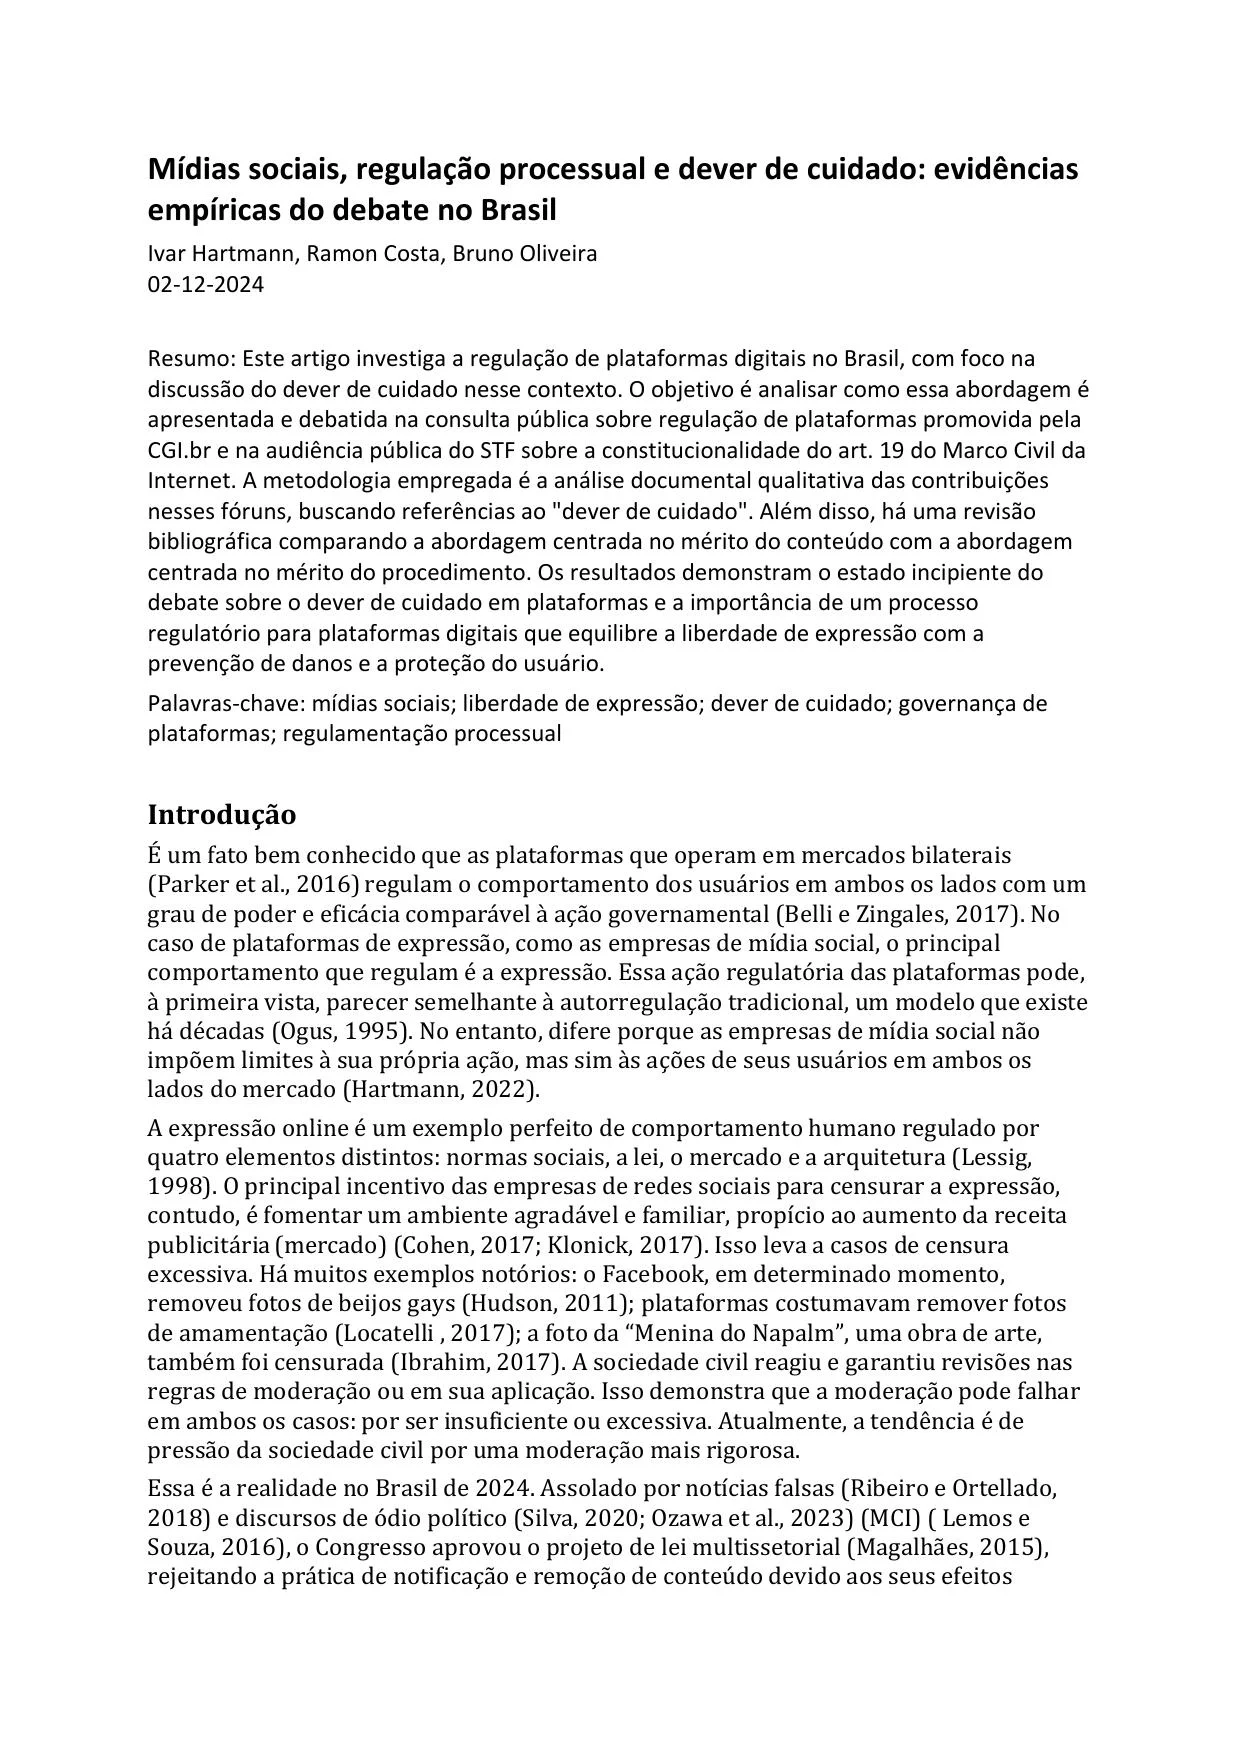 Mídias sociais, regulação processual e dever de cuidado: evidências
empíricas do debate no Brasil
Ivar Hartmann, Ramon Costa, Bruno Oliveira
02-12-2024
Resumo: Este artigo investiga a regulação de plataformas digitais no Brasil, com foco na
discussão do dever de cuidado nesse contexto. O objetivo é analisar como essa abordagem é
apresentada e debatida na consulta pública sobre regulação de plataformas promovida pela
CGI.br e na audiência pública do STF sobre a constitucionalidade do art. 19 do Marco Civil da
Internet. A metodologia empregada é a análise documental qualitativa das contribuições
nesses fóruns, buscando referências ao "dever de cuidado". Além disso, há uma revisão
bibliográfica comparando a abordagem centrada no mérito do conteúdo com a abordagem
centrada no mérito do procedimento. Os resultados demonstram o estado incipiente do
debate sobre o dever de cuidado em plataformas e a importância de um processo
regulatório para plataformas digitais que equilibre a liberdade de expressão com a
prevenção de danos e a proteção do usuário.
Palavras-chave: mídias sociais; liberdade de expressão; dever de cuidado; governança de
plataformas; regulamentação processual
Introdução
É um fato bem conhecido que as plataformas que operam em mercados bilaterais
(Parker et al., 2016) regulam o comportamento dos usuários em ambos os lados com um
grau de poder e eficácia comparável à ação governamental (Belli e Zingales, 2017). No
caso de plataformas de expressão, como as empresas de mídia social, o principal
comportamento que regulam é a expressão. Essa ação regulatória das plataformas pode,
à primeira vista, parecer semelhante à autorregulação tradicional, um modelo que existe
há décadas (Ogus, 1995). No entanto, difere porque as empresas de mídia social não
impõem limites à sua própria ação, mas sim às ações de seus usuários em ambos os
lados do mercado (Hartmann, 2022).
A expressão online é um exemplo perfeito de comportamento humano regulado por
quatro elementos distintos: normas sociais, a lei, o mercado e a arquitetura (Lessig,
1998). O principal incentivo das empresas de redes sociais para censurar a expressão,
contudo, é fomentar um ambiente agradável e familiar, propício ao aumento da receita
publicitária (mercado) (Cohen, 2017; Klonick, 2017). Isso leva a casos de censura
excessiva. Há muitos exemplos notórios: o Facebook, em determinado momento,
removeu fotos de beijos gays (Hudson, 2011); plataformas costumavam remover fotos
de amamentação (Locatelli , 2017); a foto da “Menina do Napalm”, uma obra de arte,
também foi censurada (Ibrahim, 2017). A sociedade civil reagiu e garantiu revisões nas
regras de moderação ou em sua aplicação. Isso demonstra que a moderação pode falhar
em ambos os casos: por ser insuficiente ou excessiva. Atualmente, a tendência é de
pressão da sociedade civil por uma moderação mais rigorosa.
Essa é a realidade no Brasil de 2024. Assolado por notícias falsas (Ribeiro e Ortellado,
2018) e discursos de ódio político (Silva, 2020; Ozawa et al., 2023) (MCI) ( Lemos e
Souza, 2016), o Congresso aprovou o projeto de lei multissetorial (Magalhães, 2015),
rejeitando a prática de notificação e remoção de conteúdo devido aos seus efeitos